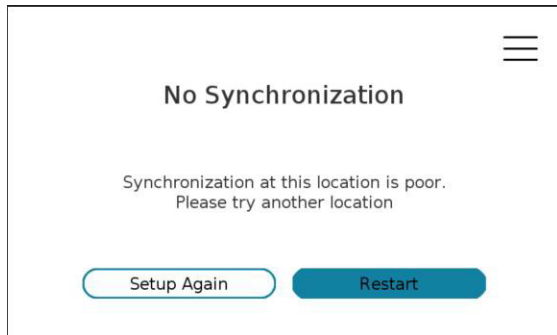 No Synchronization
Synchronization at this location is poor.
Please try another location
Setup Again
Restart